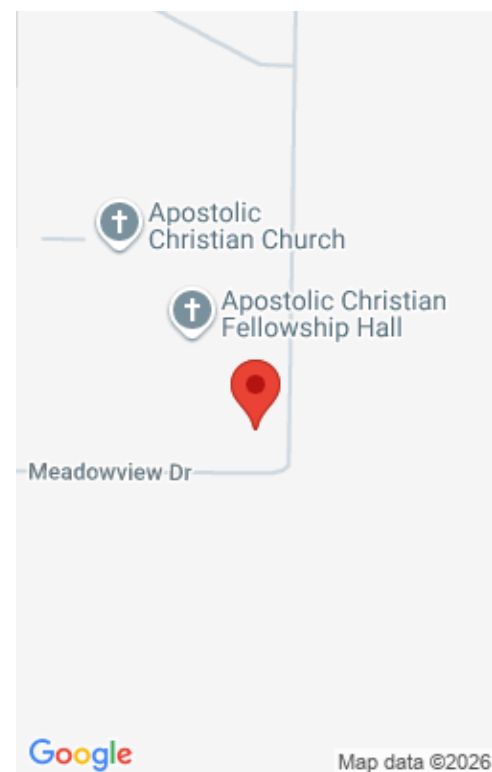 Apostolic
Christian Church
Apostolic Christian
Fellowship Hall
Meadowview Dr
Google
Map data ©2026